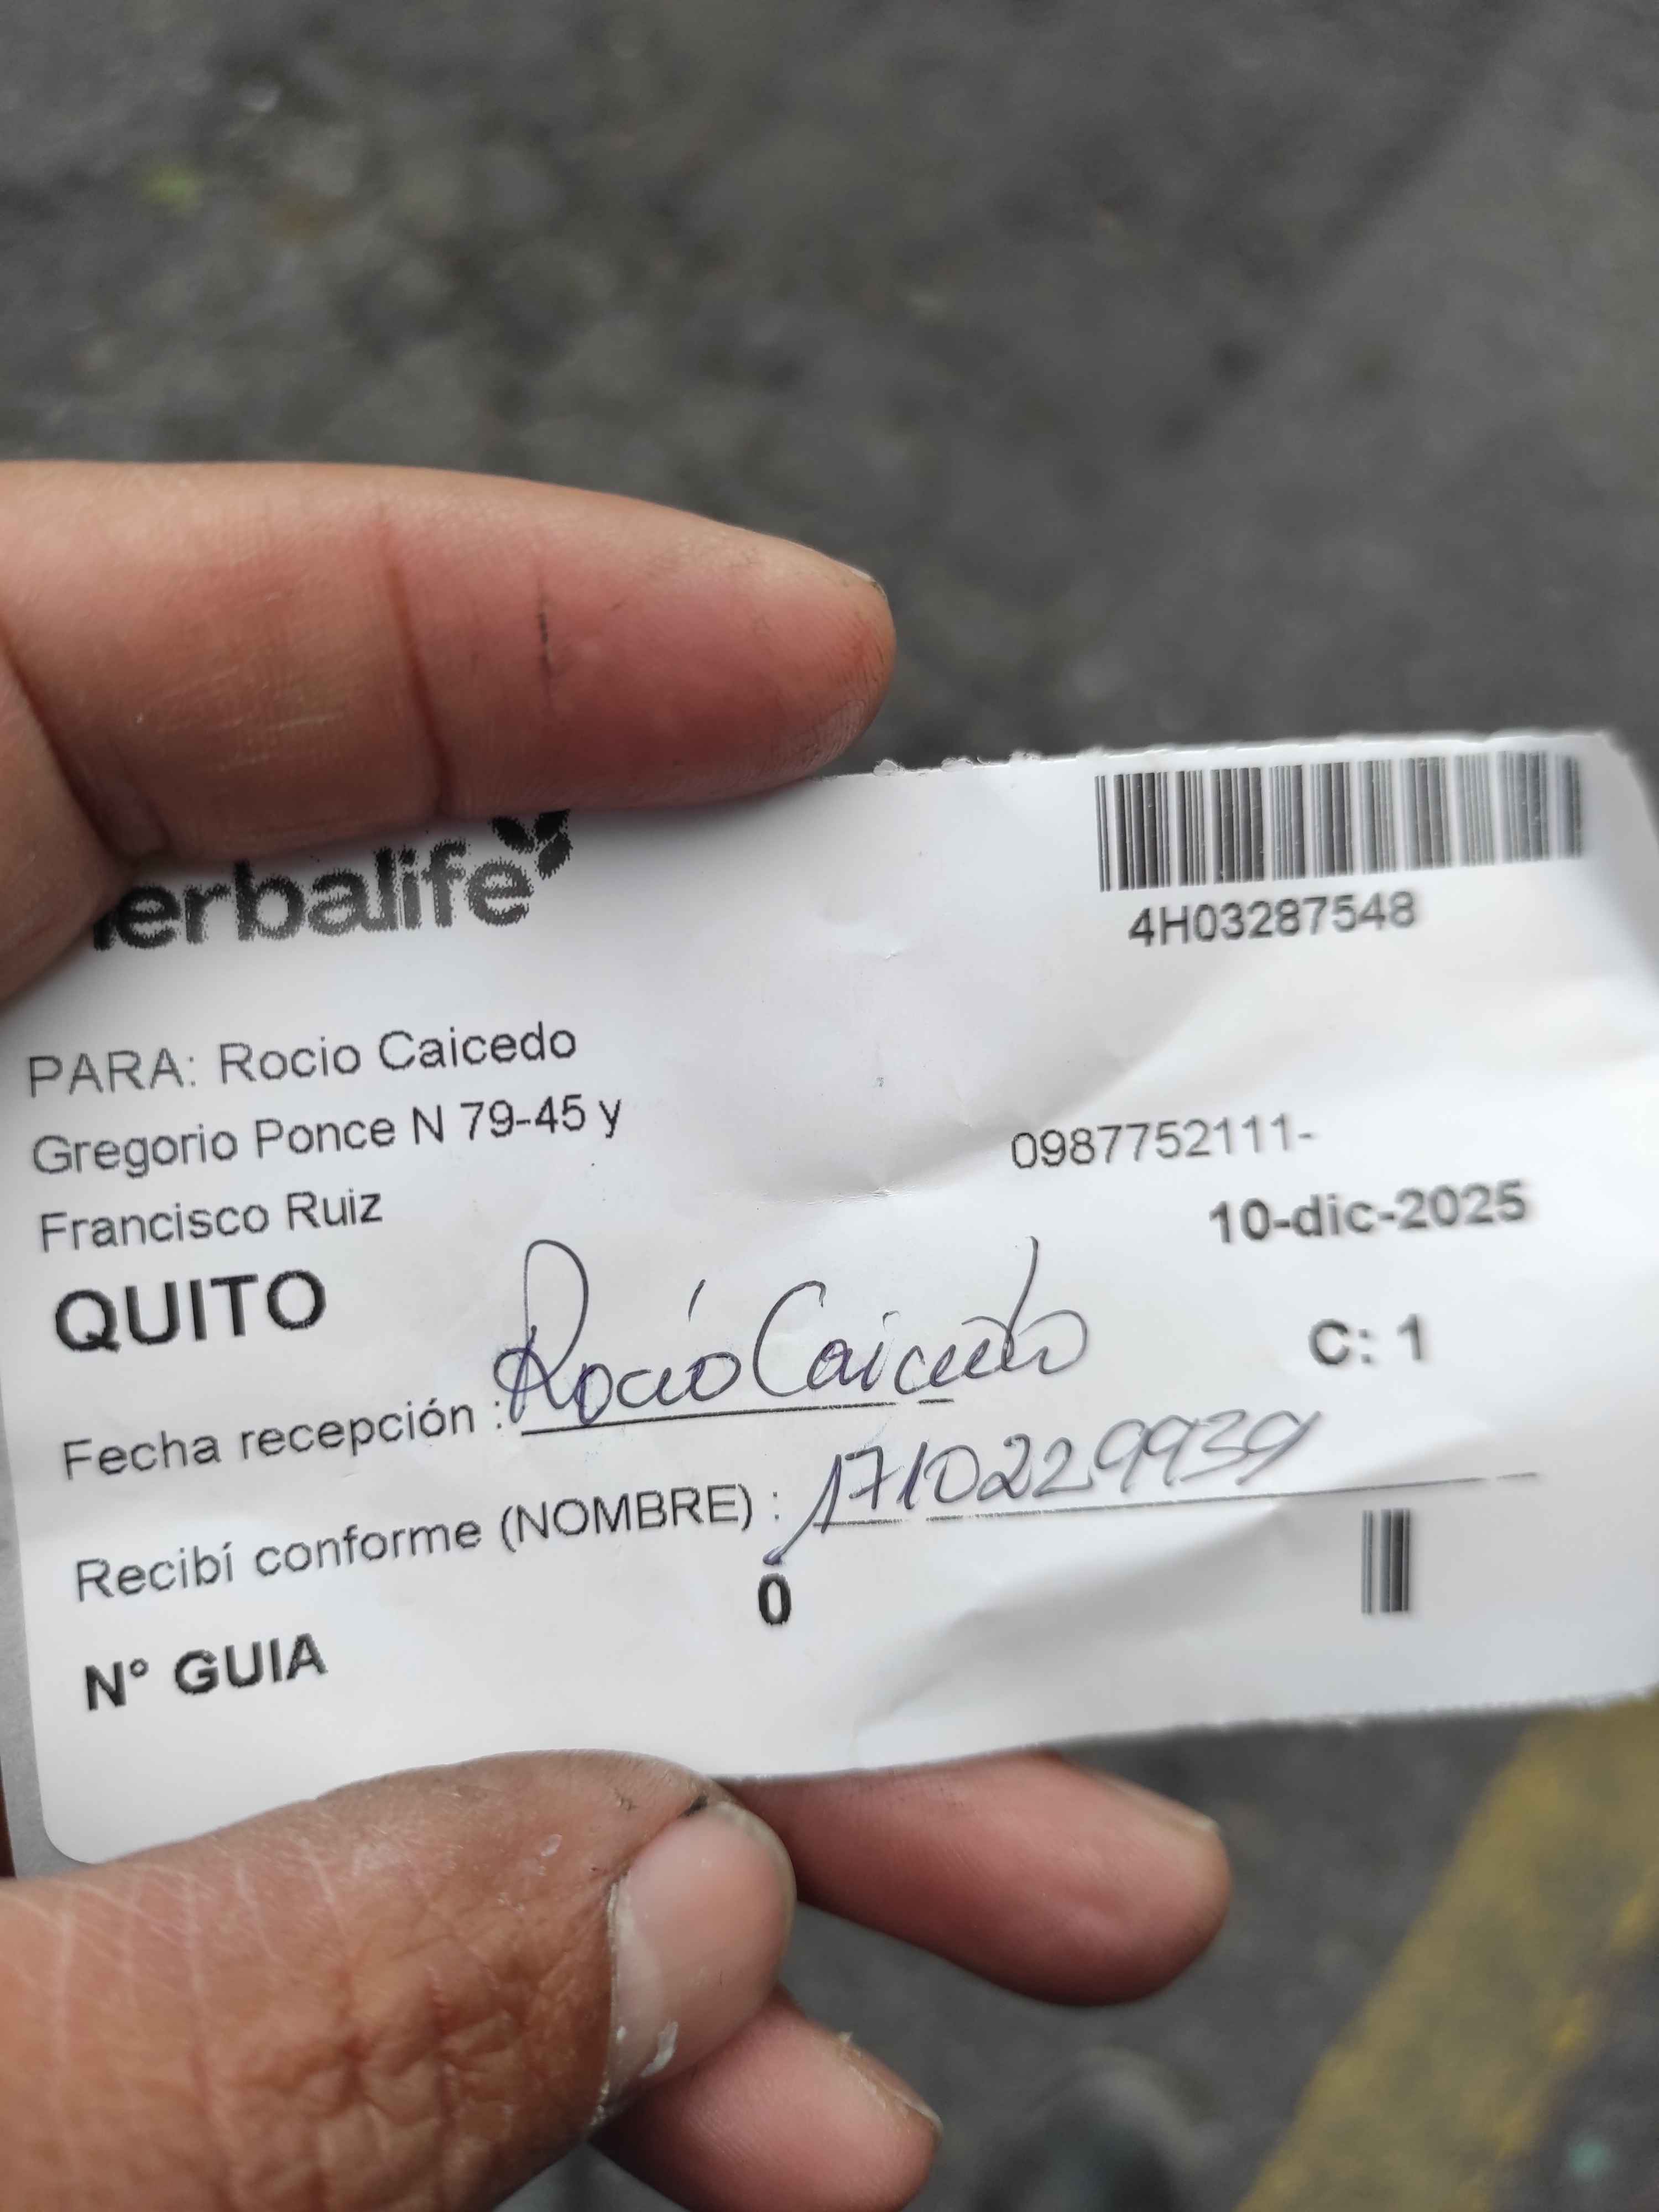 herbalife
4H03287548
PARA: Rocio Caicedo
Gregorio Ponce N 79-45 y
0987752111-
Francisco Ruiz
10-dic-2025
QUITO
C: 1
Fecha recepción : Rocío Caicedo
Recibí conforme (NOMBRE) : 1710229939
0
N° GUIA